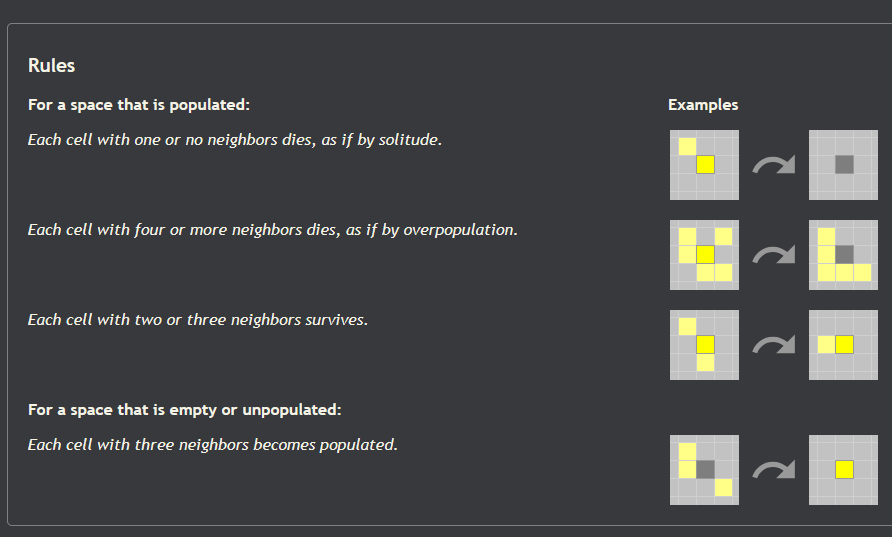 Rules
For a space that is populated:
Examples
Each cell with one or no neighbors dies, as if by solitude.
Each cell with four or more neighbors dies, as if by overpopulation.
Each cell with two or three neighbors survives.
For a space that is empty or unpopulated:
Each cell with three neighbors becomes populated.